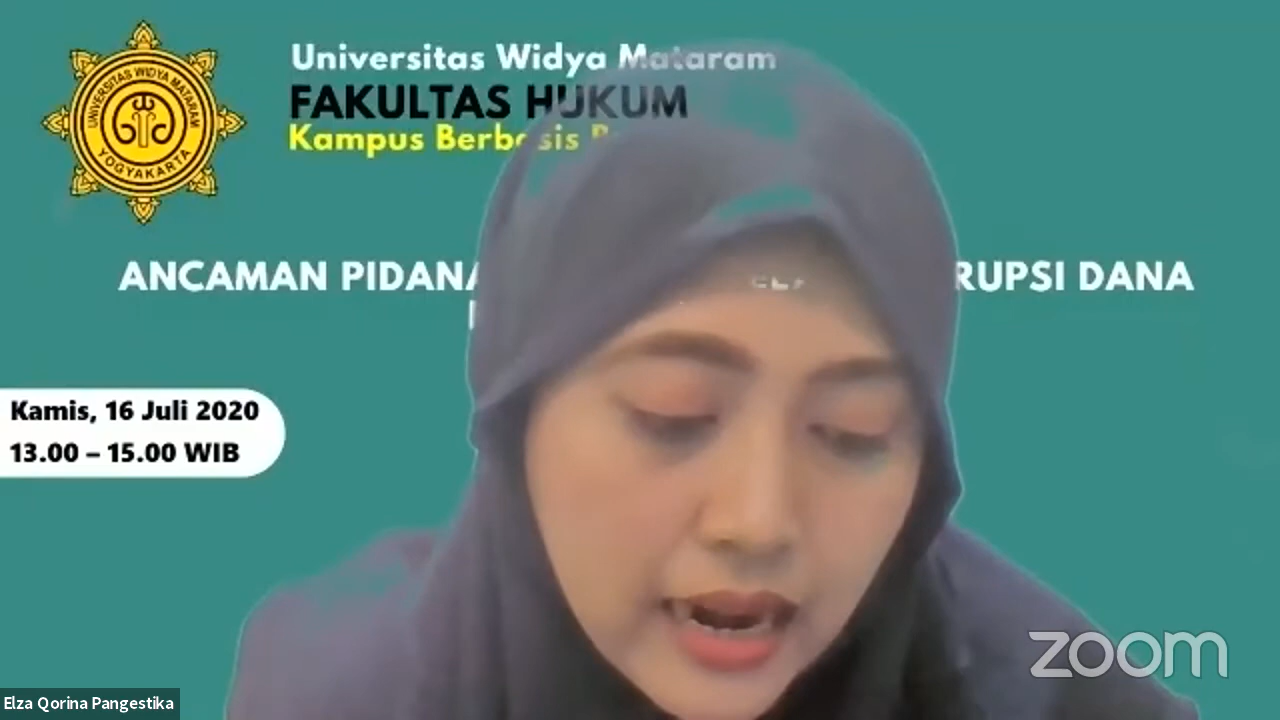 UNIVERSITAS WIDYA MATARAM
YOGYAKARTA
Universitas Widya Mataram
FAKULTAS HUKUM
Kampus Berbasis
ANCAMAN PIDANA RUPSI DANA
Kamis, 16 Juli 2020
13.00 – 15.00 WIB
zoom
Elza Qorina Pangestika